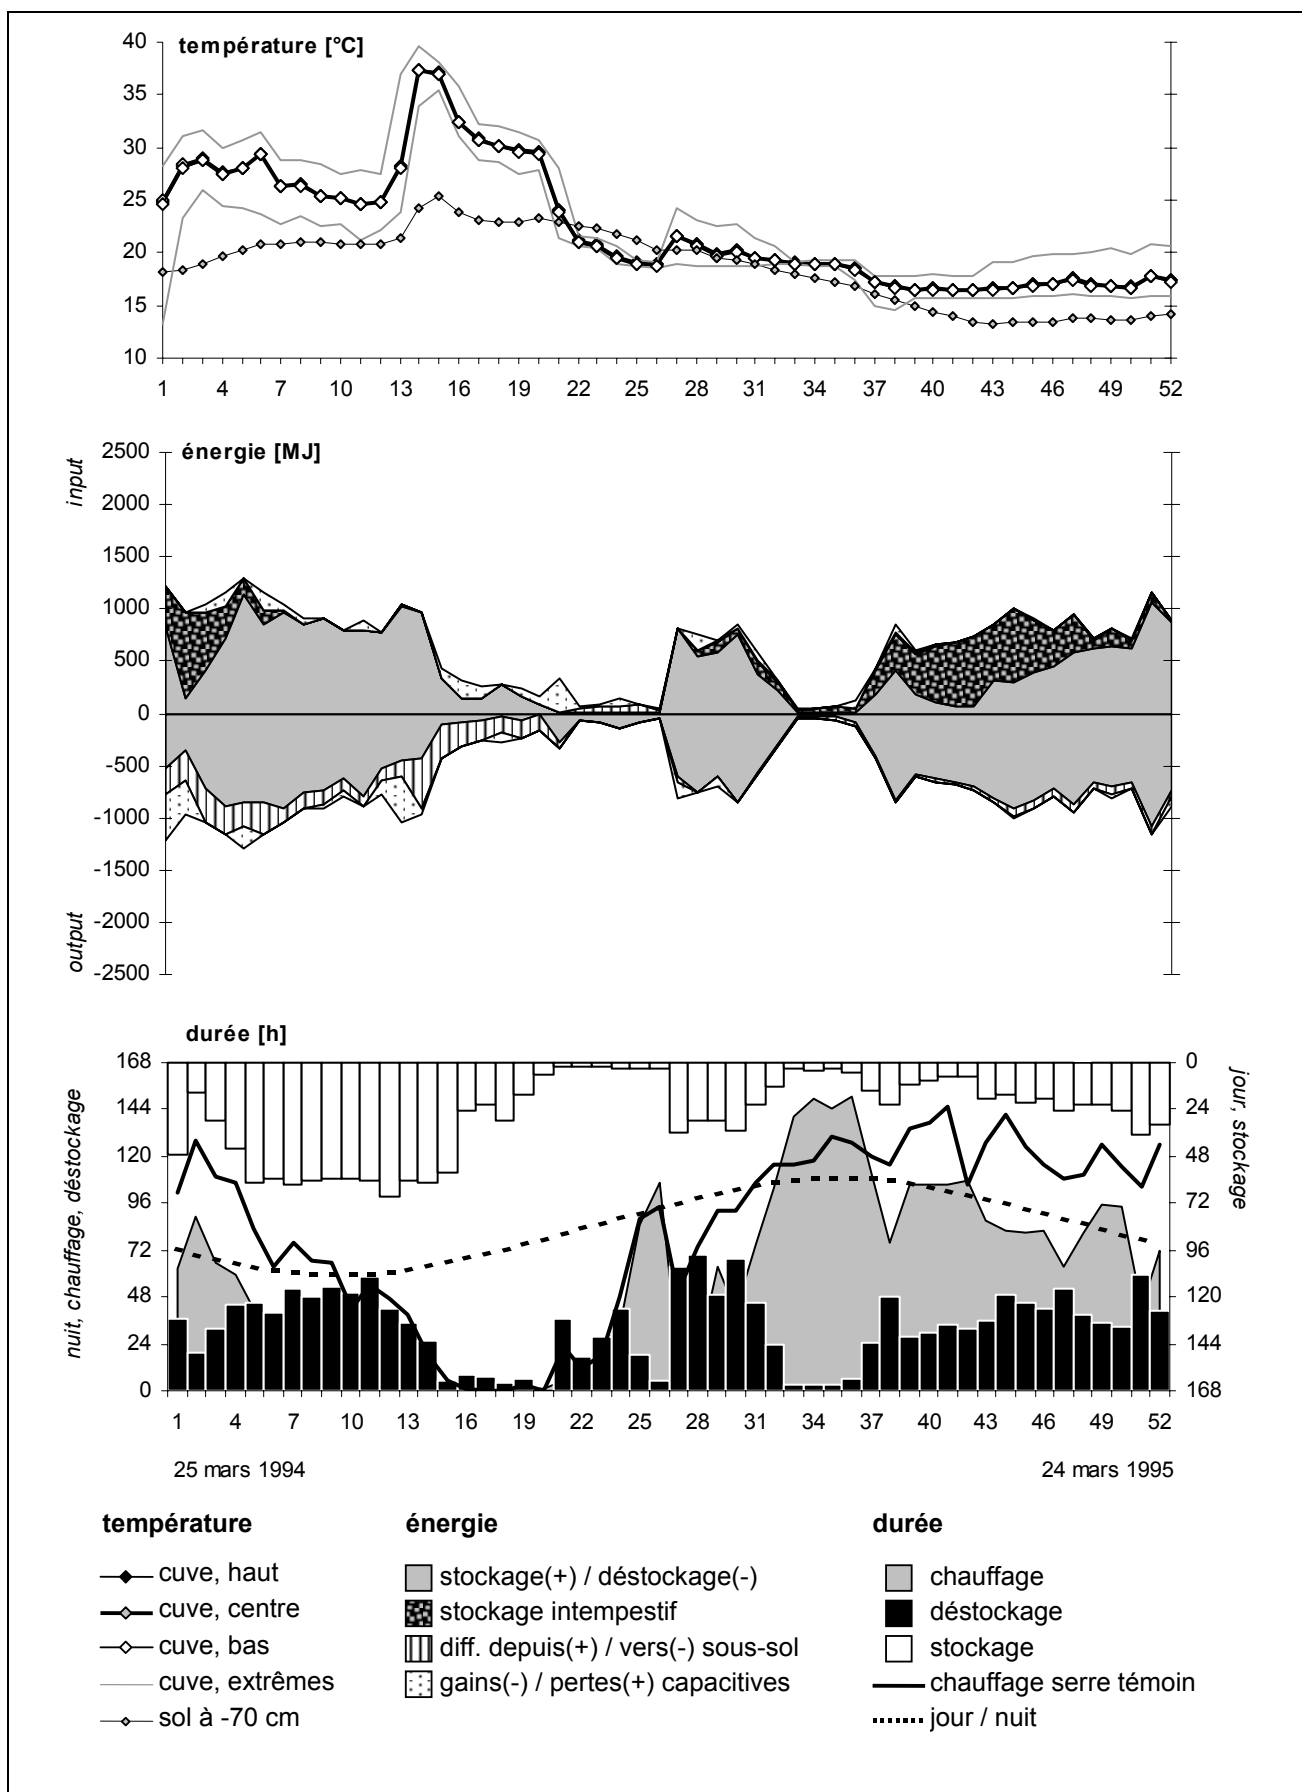 température [°C]
40
35
30
25
20
15
10
1 4 7 10 13 16 19 22 25 28 31 34 37 40 43 46 49 52
énergie [MJ]
input
output
2500
2000
1500
1000
500
0
-500
-1000
-1500
-2000
-2500
durée [h]
nuit, chauffage, déstockage
jour, stockage
168 0
144 24
120 48
96 72
72 96
48 120
24 144
0 168
1 4 7 10 13 16 19 22 25 28 31 34 37 40 43 46 49 52
25 mars 1994 24 mars 1995
température énergie durée
cuve, haut stockage(+) / déstockage(-) chauffage
cuve, centre stockage intempestif déstockage
cuve, bas diff. depuis(+) / vers(-) sous-sol stockage
cuve, extrêmes gains(-) / pertes(+) capacitives chauffage serre témoin
sol à -70 cm jour / nuit